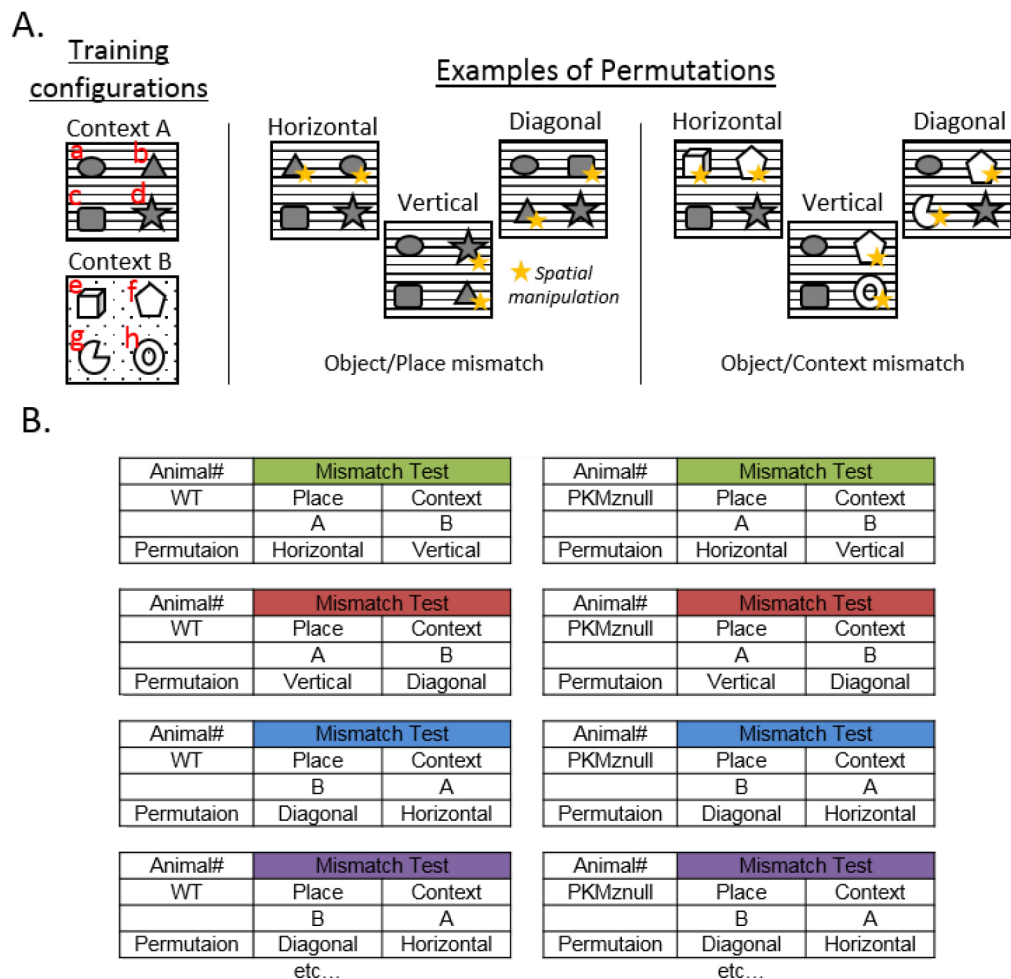 A.
Training
configurations
Examples of Permutations
Context A
a b
c d
Context B
e f
g h
Horizontal
Vertical
Diagonal
Spatial
manipulation
Object/Place mismatch
Horizontal
Vertical
Diagonal
Object/Context mismatch
B.
Animal# Mismatch Test
WT Place Context
A B
Permutaion Horizontal Vertical
Animal# Mismatch Test
PKMznull Place Context
A B
Permutaion Horizontal Vertical
Animal# Mismatch Test
WT Place Context
A B
Permutaion Vertical Diagonal
Animal# Mismatch Test
PKMznull Place Context
A B
Permutaion Vertical Diagonal
Animal# Mismatch Test
WT Place Context
B A
Permutaion Diagonal Horizontal
Animal# Mismatch Test
PKMznull Place Context
B A
Permutaion Diagonal Horizontal
Animal# Mismatch Test
WT Place Context
B A
Permutaion Diagonal Horizontal
etc...
Animal# Mismatch Test
PKMznull Place Context
B A
Permutaion Diagonal Horizontal
etc...